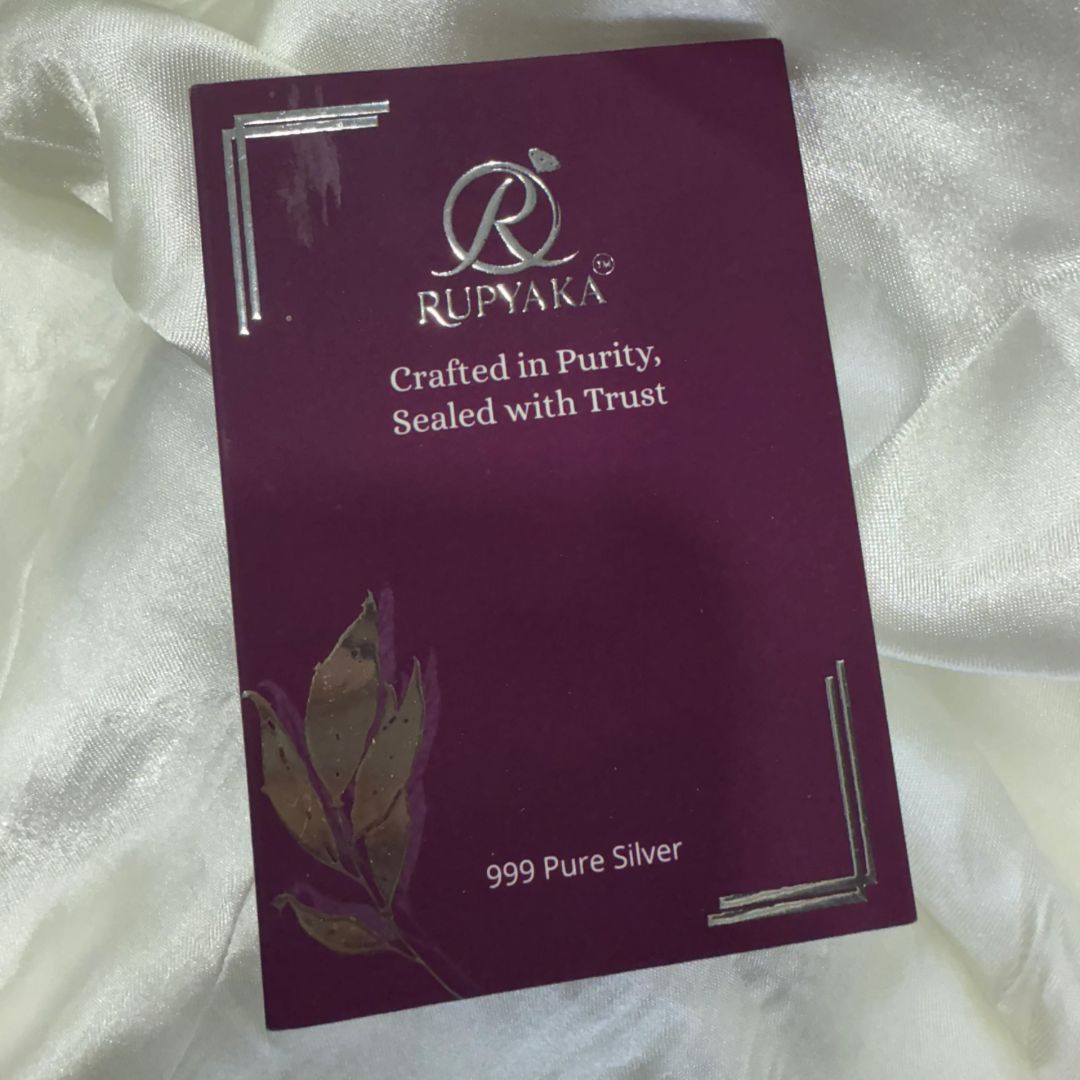 R
RUPYAKA™
Crafted in Purity,
Sealed with Trust
999 Pure Silver